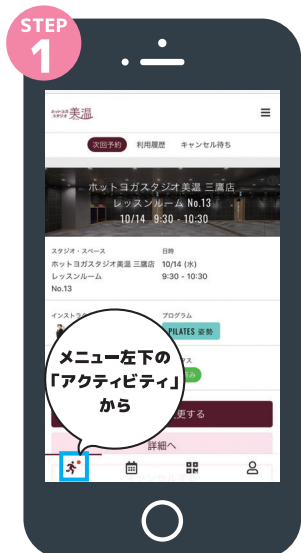 STEP
1
ホットヨガ
スタジオ 美温
次回予約 利用履歴 キャンセル待ち
ホットヨガスタジオ美温 三鷹店
レッスンルーム No.13
10/14 9:30 - 10:30
スタジオ・スペース 日時
ホットヨガスタジオ美温 三鷹店 10/14 (水)
レッスンルーム 9:30 - 10:30
No.13
インストラ プログラム
PILATES 姿勢
メニュー左下の
「アクティビティ」
から
更する
詳細へ